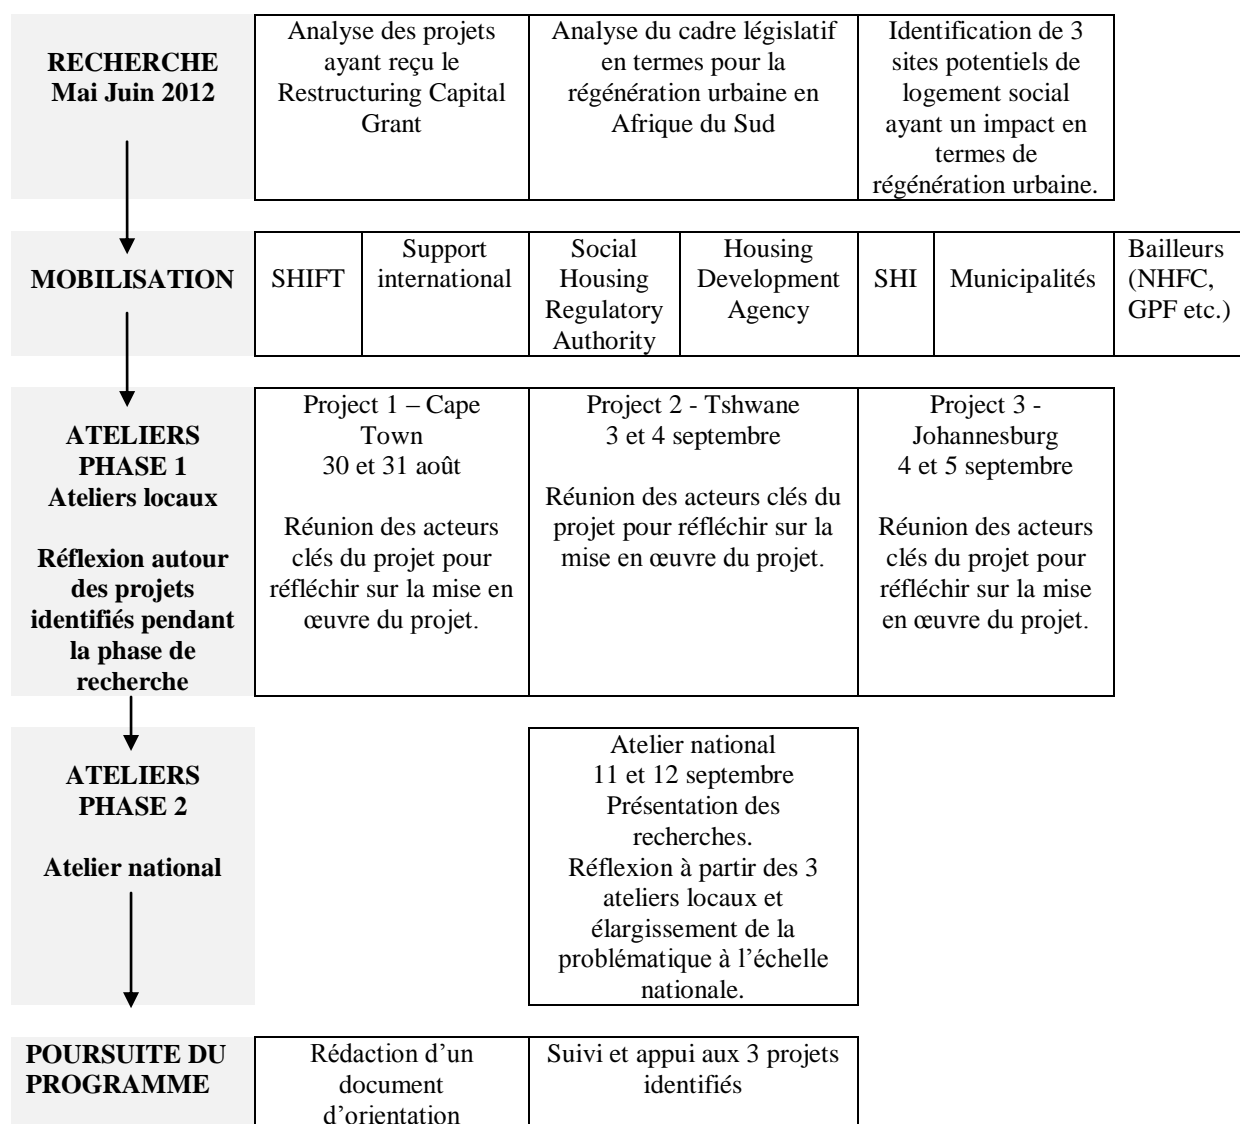 RECHERCHE
Mai Juin 2012
Analyse des projets
ayant reçu le
Restructuring Capital
Grant
Analyse du cadre législatif
en termes pour la
régénération urbaine en
Afrique du Sud
Identification de 3
sites potentiels de
logement social
ayant un impact en
termes de
régénération urbaine.
MOBILISATION
SHIFT
Support
international
Social
Housing
Regulatory
Authority
Housing
Development
Agency
SHI
Municipalités
Bailleurs
(NHFC,
GPF etc.)
ATELIERS
PHASE 1
Ateliers locaux
Réflexion autour
des projets
identifiés pendant
la phase de
recherche
Project 1 – Cape
Town
30 et 31 août
Réunion des acteurs
clés du projet pour
réfléchir sur la mise en
œuvre du projet.
Project 2 - Tshwane
3 et 4 septembre
Réunion des acteurs clés du
projet pour réfléchir sur la
mise en œuvre du projet.
Project 3 -
Johannesburg
4 et 5 septembre
Réunion des acteurs
clés du projet pour
réfléchir sur la mise
en œuvre du projet.
ATELIERS
PHASE 2
Atelier national
Atelier national
11 et 12 septembre
Présentation des
recherches.
Réflexion à partir des 3
ateliers locaux et
élargissement de la
problématique à l’échelle
nationale.
POURSUITE DU
PROGRAMME
Rédaction d’un
document
d’orientation
Suivi et appui aux 3 projets
identifiés